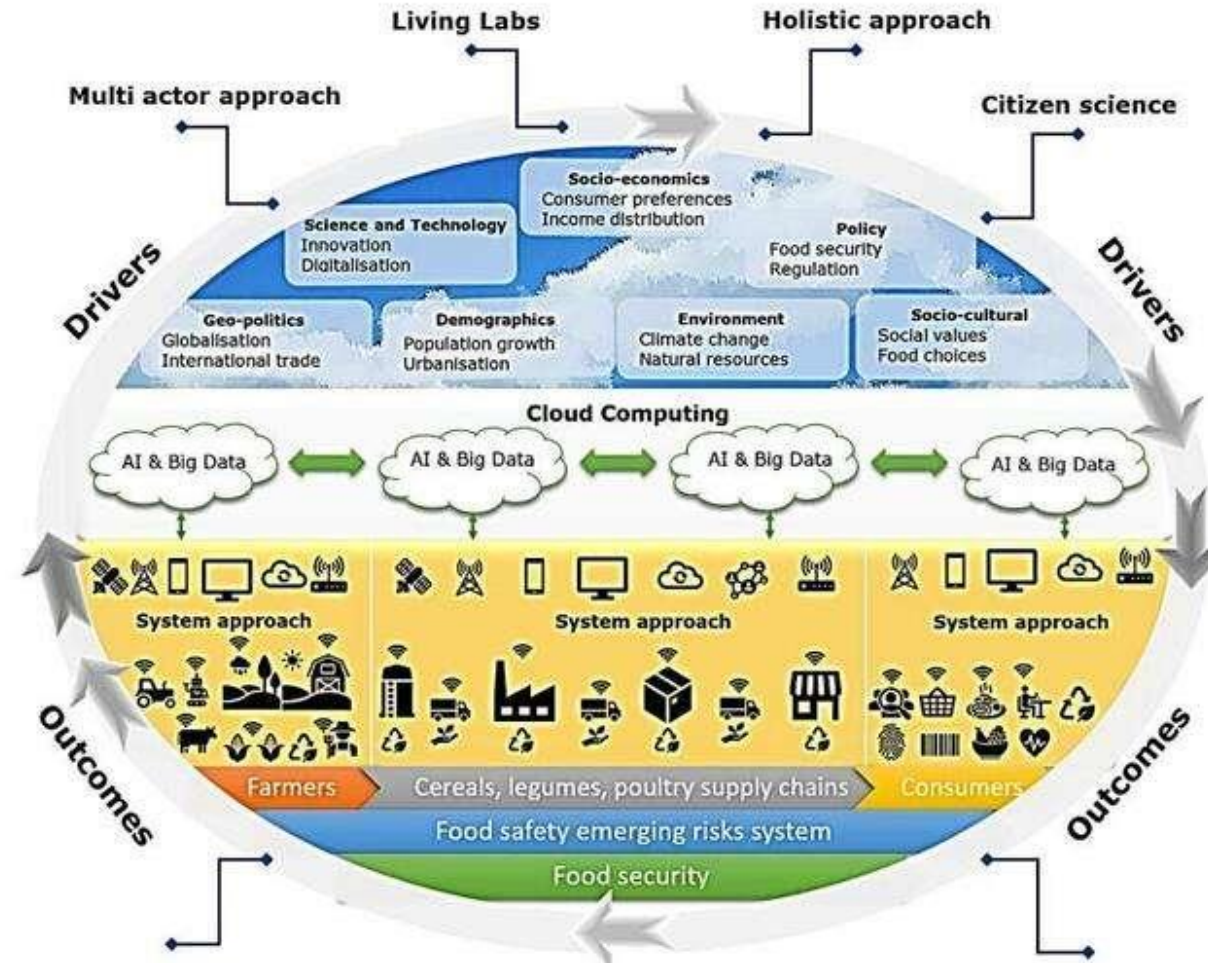 Living Labs
Holistic approach
Multi actor approach
Citizen science
Drivers
Drivers
Socio-economics
Consumer preferences
Income distribution
Science and Technology
Innovation
Digitalisation
Policy
Food security
Regulation
Geo-politics
Globalisation
International trade
Demographics
Population growth
Urbanisation
Environment
Climate change
Natural resources
Socio-cultural
Social values
Food choices
Cloud Computing
AI & Big Data
AI & Big Data
AI & Big Data
AI & Big Data
System approach
System approach
System approach
Outcomes
Outcomes
Farmers
Cereals, legumes, poultry supply chains
Consumers
Food safety emerging risks system
Food security